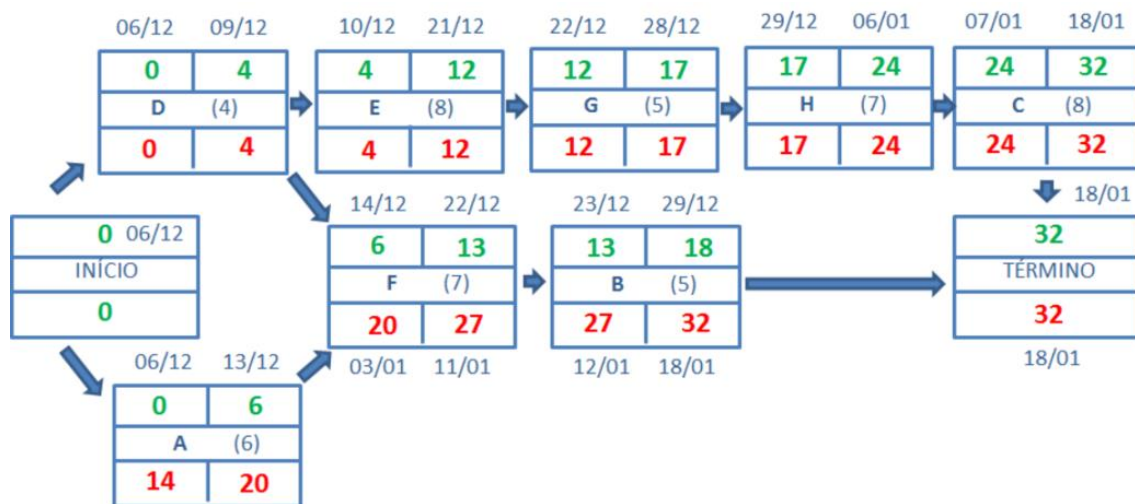 06/12 09/12 10/12 21/12 22/12 28/12 29/12 06/01 07/01 18/01
0 4 4 12 12 17 17 24 24 32
D (4) E (8) G (5) H (7) C (8)
0 4 4 12 12 17 17 24 24 32
14/12 22/12 23/12 29/12 18/01
0 06/12 6 13 13 18 32
INÍCIO F (7) B (5) TÉRMINO
0 20 27 27 32 32
06/12 13/12 03/01 11/01 12/01 18/01 18/01
0 6
A (6)
14 20